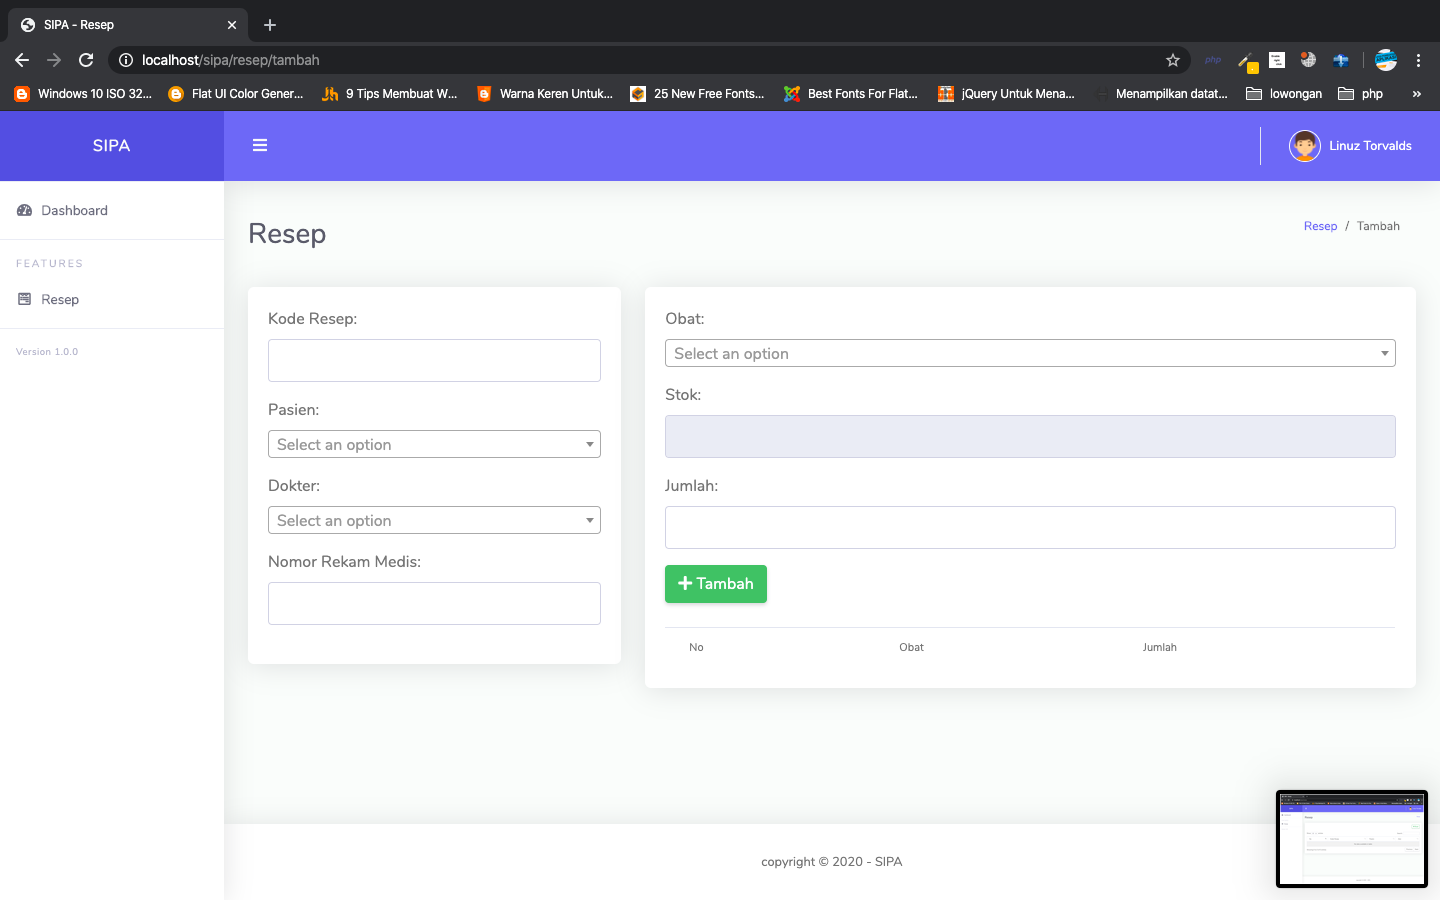 SIPA - Resep
localhost/sipa/resep/tambah
php
Windows 10 ISO 32...
Flat UI Color Gener...
9 Tips Membuat W...
Warna Keren Untuk...
25 New Free Fonts...
Best Fonts For Flat...
jQuery Untuk Mena...
Menampilkan datat...
lowongan
php
»
SIPA
Linuz Torvalds
Dashboard
FEATURES
Resep
Version 1.0.0
Resep
Resep / Tambah
Kode Resep:
Pasien:
Select an option
Dokter:
Select an option
Nomor Rekam Medis:
Obat:
Select an option
Stok:
Jumlah:
Tambah
No Obat Jumlah
copyright © 2020 - SIPA